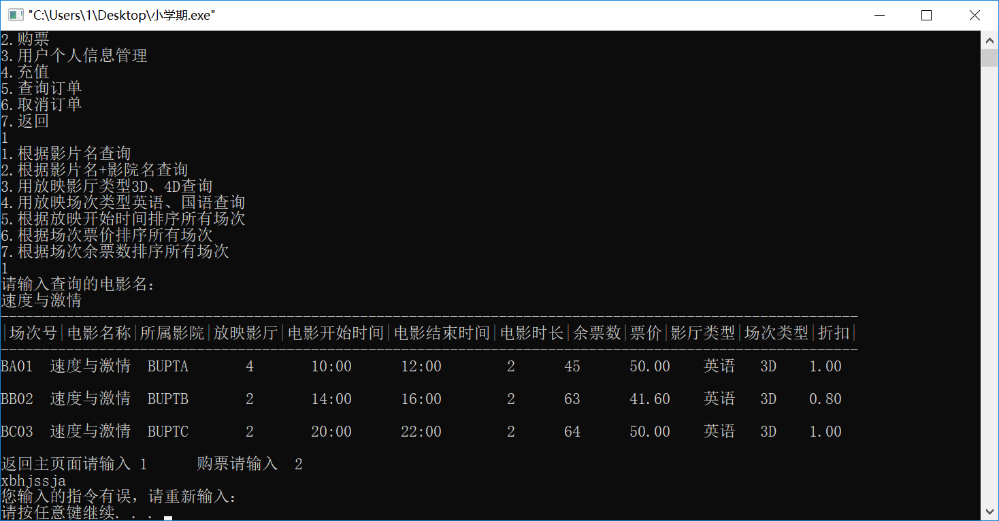 "C:\Users\1\Desktop\小学期.exe"
2.购票
3.用户个人信息管理
4.充值
5.查询订单
6.取消订单
7.返回
1
1.根据影片名查询
2.根据影片名+影院名查询
3.用放映影厅类型3D、4D查询
4.用放映场次类型英语、国语查询
5.根据放映开始时间排序所有场次
6.根据场次票价排序所有场次
7.根据场次余票数排序所有场次
1
请输入查询的电影名：
速度与激情
---------------------------------------------------------------------------------------------------------
|场次号|电影名称|所属影院|放映影厅|电影开始时间|电影结束时间|电影时长|余票数|票价|影厅类型|场次类型|折扣|
---------------------------------------------------------------------------------------------------------
BA01 速度与激情 BUPTA 4 10:00 12:00 2 45 50.00 英语 3D 1.00
BB02 速度与激情 BUPTB 2 14:00 16:00 2 63 41.60 英语 3D 0.80
BC03 速度与激情 BUPTC 2 20:00 22:00 2 64 50.00 英语 3D 1.00
返回主页面请输入 1 购票请输入 2
xbhjssja
您输入的指令有误，请重新输入：
请按任意键继续. . .